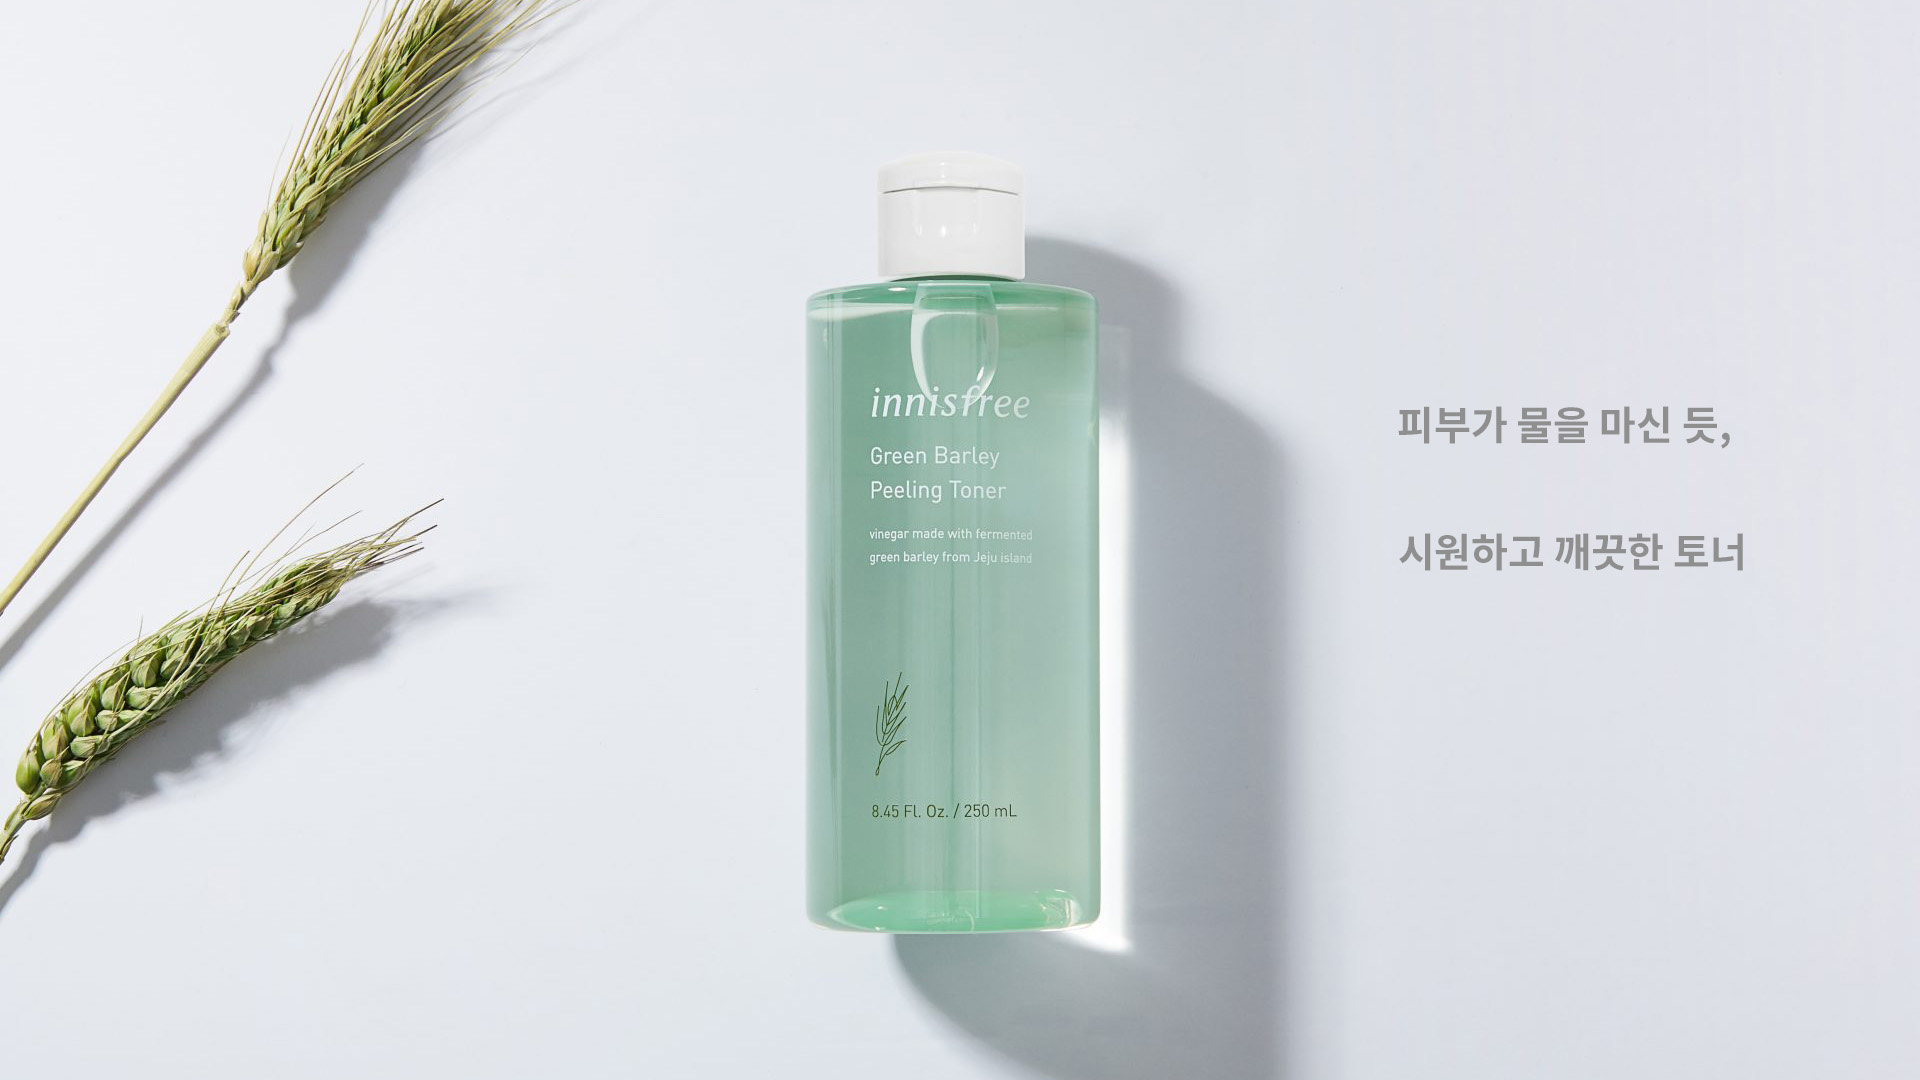 innisfree
Green Barley
Peeling Toner
vinegar made with fermented
green barley from Jeju island
8.45 Fl. Oz. / 250 mL
피부가 물을 마신 듯,
시원하고 깨끗한 토너